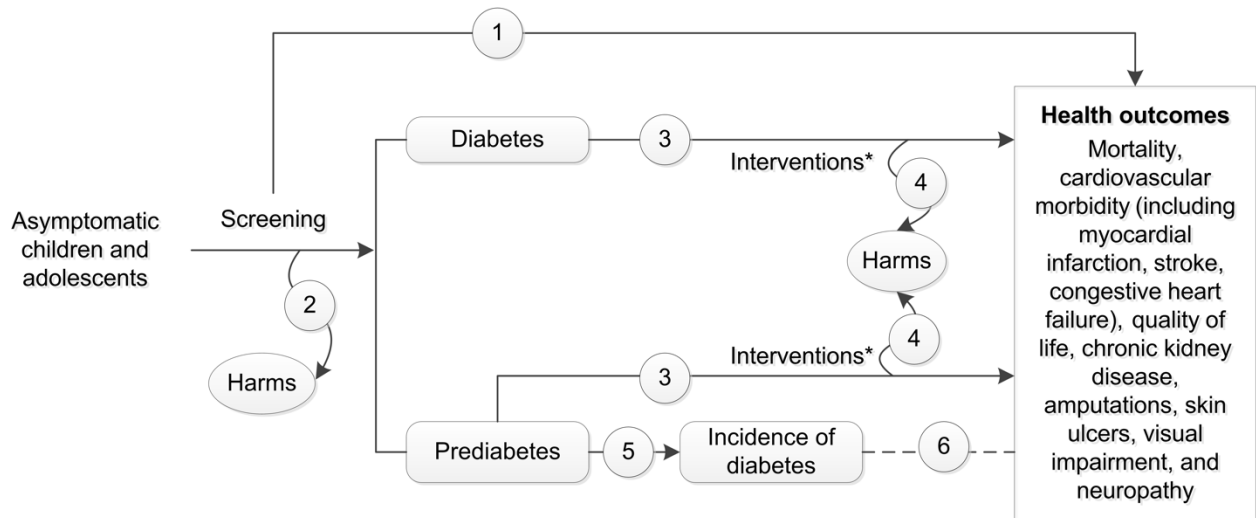 1
Asymptomatic
children and
adolescents
Screening
2
Harms
Diabetes
3
Interventions*
4
Harms
4
Interventions*
3
Prediabetes
5
Incidence of
diabetes
6
Health outcomes
Mortality,
cardiovascular
morbidity (including
myocardial
infarction, stroke,
congestive heart
failure), quality of
life, chronic kidney
disease,
amputations, skin
ulcers, visual
impairment, and
neuropathy